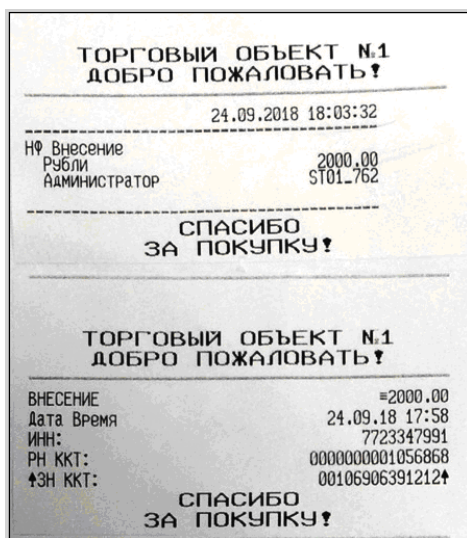 ТОРГОВЫЙ ОБЪЕКТ №1
ДОБРО ПОЖАЛОВАТЬ!
24.09.2018 18:03:32
НФ Внесение
Рубли 2000.00
Администратор ST01_762
СПАСИБО
ЗА ПОКУПКУ!
ТОРГОВЫЙ ОБЪЕКТ №1
ДОБРО ПОЖАЛОВАТЬ!
ВНЕСЕНИЕ ≡2000.00
Дата Время 24.09.18 17:58
ИНН: 7723347991
РН ККТ: 0000000001056868
↑ЗН ККТ: 00106906391212↑
СПАСИБО
ЗА ПОКУПКУ!